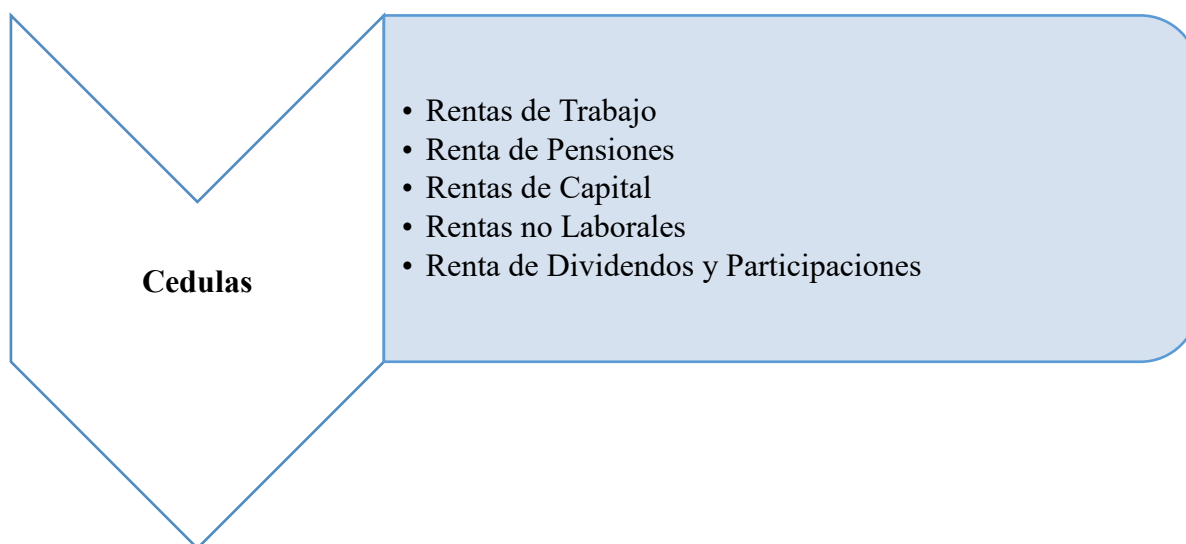 Cedulas
• Rentas de Trabajo
• Renta de Pensiones
• Rentas de Capital
• Rentas no Laborales
• Renta de Dividendos y Participaciones